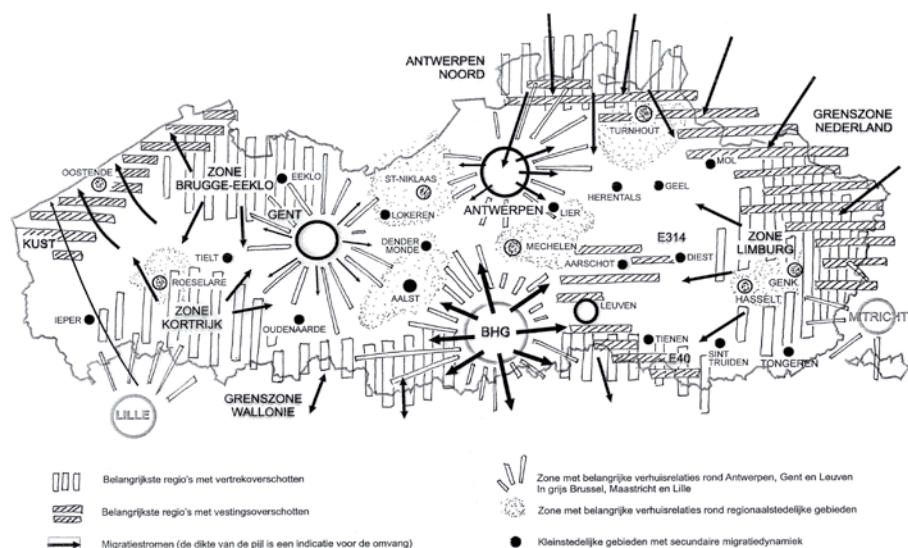 ANTWERPEN
NOORD
GRENSZONE
NEDERLAND
TURNHOUT
MOL
OOSTENDE
ZONE
BRUGGE-EEKLO
EEKLO
ST-NIKLAAS
HERENTALS
GEEL
GENT
LOKEREN
ANTWERPEN
LIER
KUST
DENDER
MONDE
MECHELEN
E314
ZONE
LIMBURG
TIELT
AARSCHOT
DIEST
ROESELARE
AALST
GENK
HASSELT
ZONE
KORTRIJK
LEUVEN
IEPER
OUDENAARDE
BHG
MTRICHT
TIENEN
E40
SINT
TRUIDEN
TONGEREN
GRENSZONE
WALLONIE
LILLE
Belangrijkste regio's met vertrekoverschotten
Belangrijkste regio's met vestingsoverschotten
Migratiestromen (de dikte van de pijl is een indicatie voor de omvang)
Zone met belangrijke verhuisrelaties rond Antwerpen, Gent en Leuven
In grijs Brussel, Maastricht en Lille
Zone met belangrijke verhuisrelaties rond regionaalstedelijke gebieden
Kleinstedelijke gebieden met secundaire migratiedynamiek